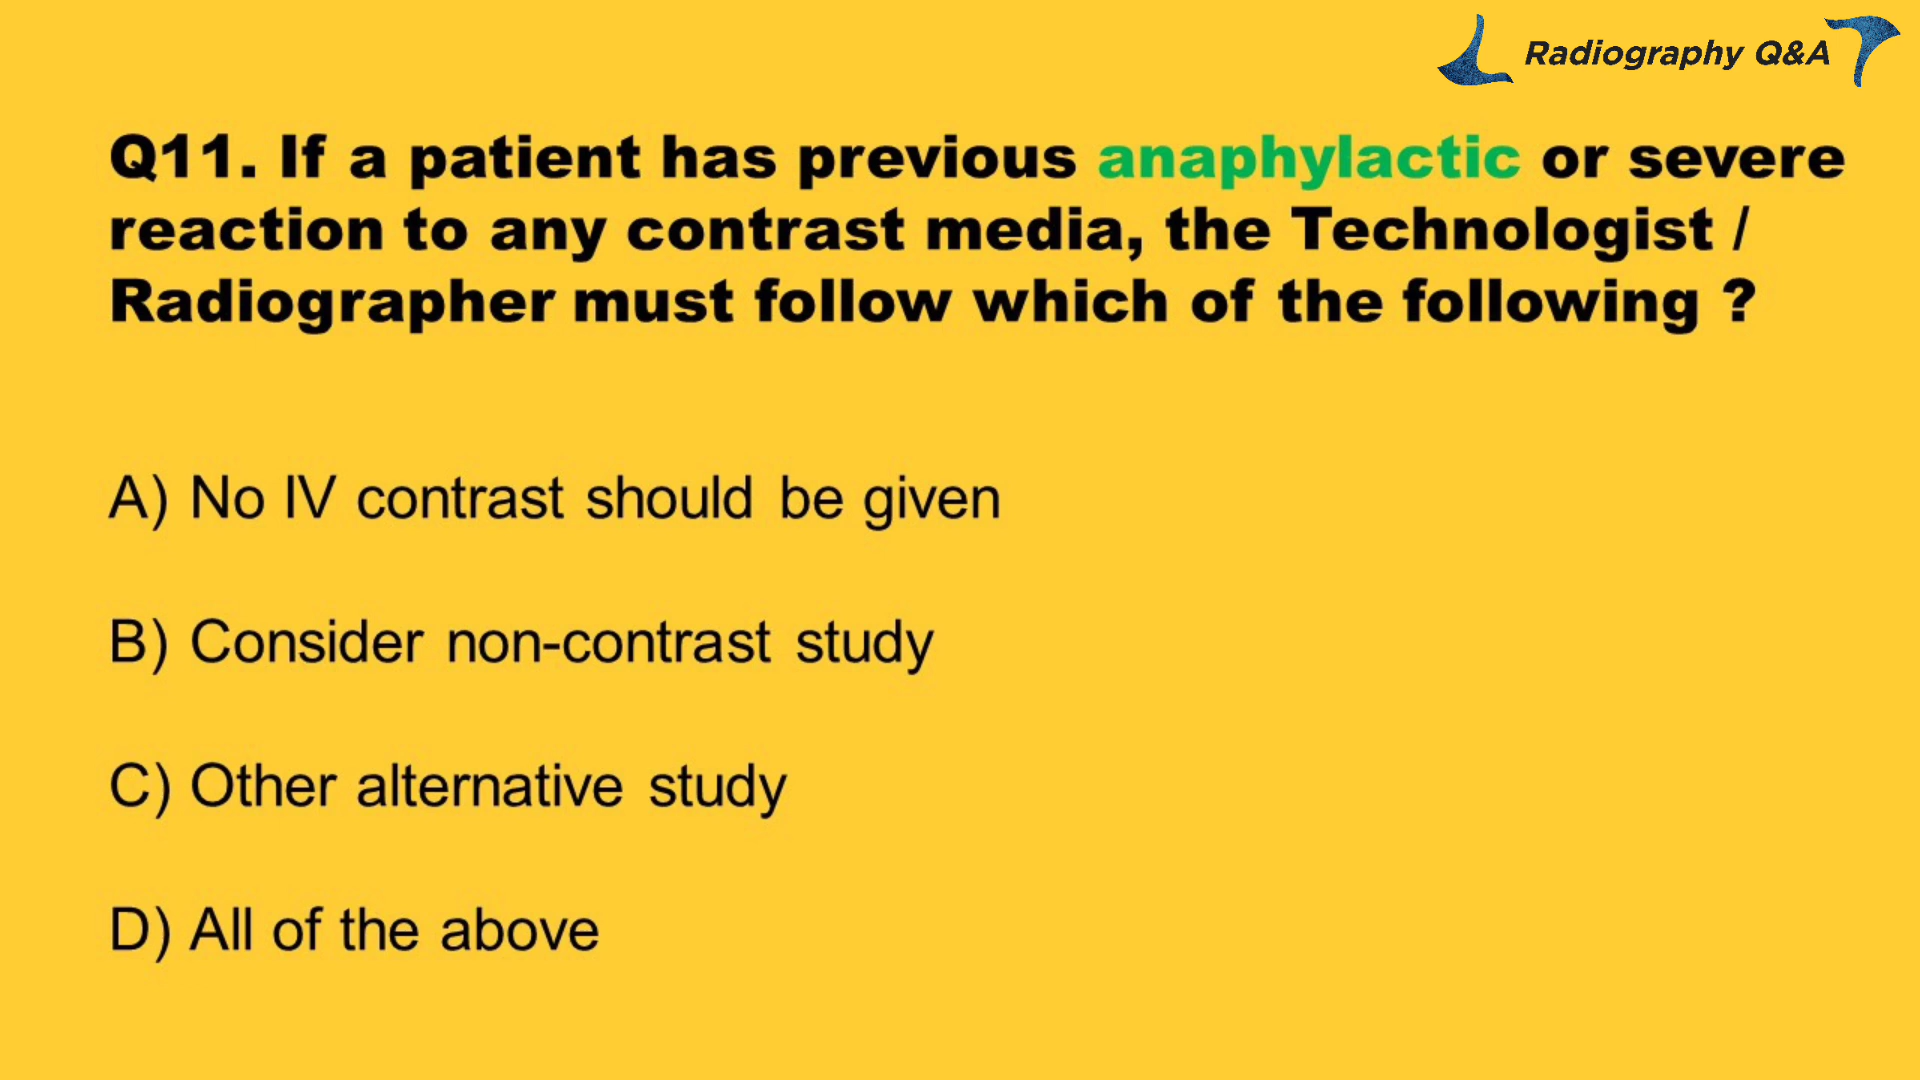 Radiography Q&A
Q11. If a patient has previous anaphylactic or severe
reaction to any contrast media, the Technologist /
Radiographer must follow which of the following ?
A) No IV contrast should be given
B) Consider non-contrast study
C) Other alternative study
D) All of the above